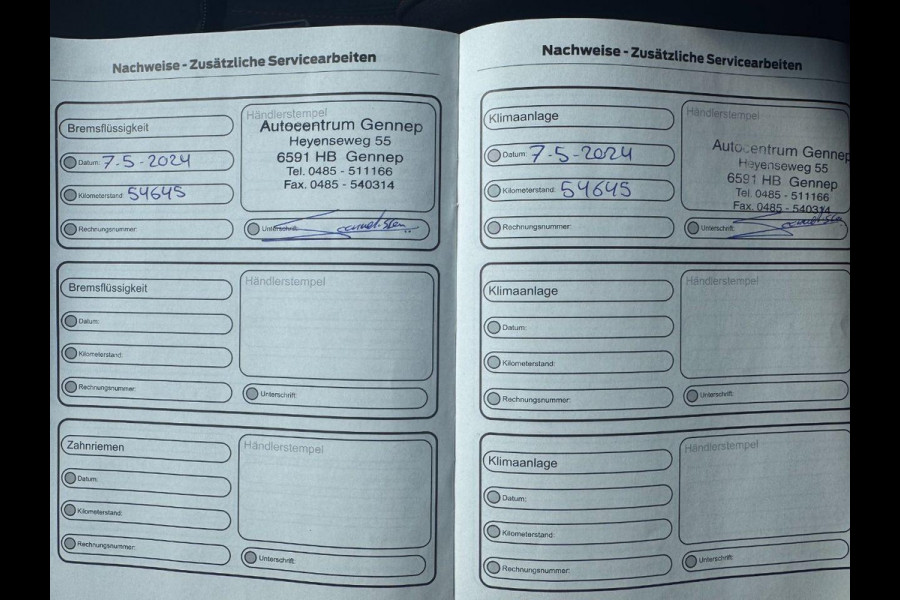 Nachweise - Zusätzliche Servicearbeiten
Bremsflüssigkeit
Datum: 7-5-2024
Kilometerstand: 54645
Rechnungsnummer:
Händlerstempel
Autocentrum Gennep
Heyenseweg 55
6591 HB Gennep
Tel. 0485 - 511166
Fax. 0485 - 540314
Unterschrift:
Bremsflüssigkeit
Datum:
Kilometerstand:
Rechnungsnummer:
Händlerstempel
Unterschrift:
Zahnriemen
Datum:
Kilometerstand:
Rechnungsnummer:
Händlerstempel
Unterschrift:
Nachweise - Zusätzliche Servicearbeiten
Klimaanlage
Datum: 7-5-2024
Kilometerstand: 54645
Rechnungsnummer:
Händlerstempel
Autocentrum Gennep
Heyenseweg 55
6591 HB Gennep
Tel. 0485 - 511166
Fax. 0485 - 540314
Unterschrift:
Klimaanlage
Datum:
Kilometerstand:
Rechnungsnummer:
Händlerstempel
Unterschrift:
Klimaanlage
Datum:
Kilometerstand:
Rechnungsnummer:
Händlerstempel
Unterschrift: